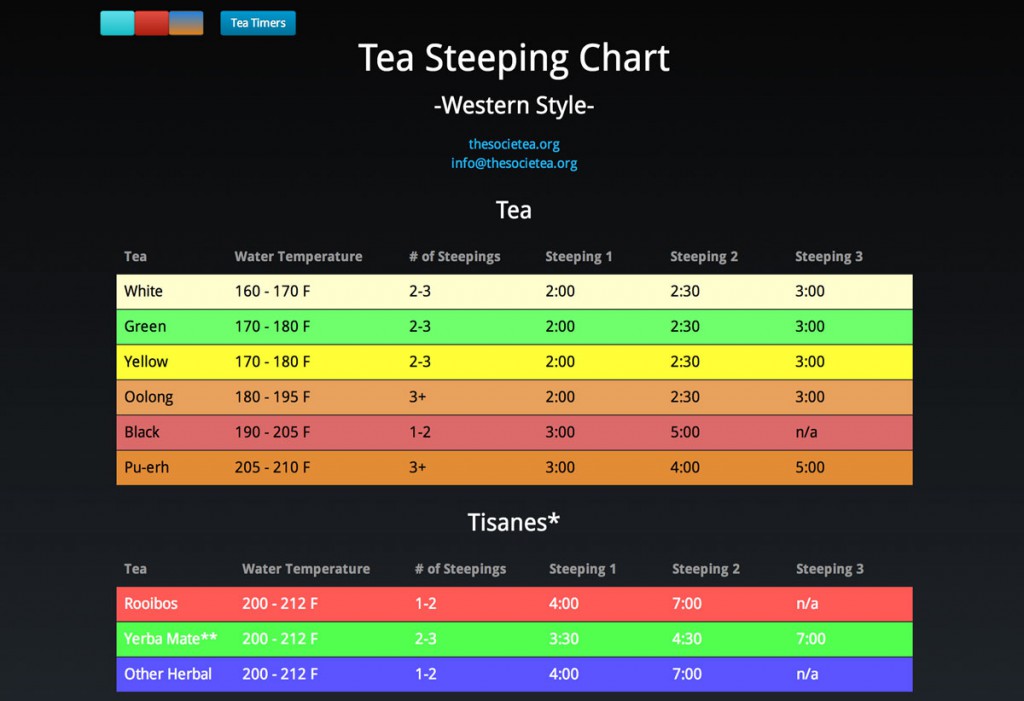 Tea Timers
Tea Steeping Chart
-Western Style-
thesocietea.org
info@thesocietea.org
Tea
Tea Water Temperature # of Steepings Steeping 1 Steeping 2 Steeping 3
White 160 - 170 F 2-3 2:00 2:30 3:00
Green 170 - 180 F 2-3 2:00 2:30 3:00
Yellow 170 - 180 F 2-3 2:00 2:30 3:00
Oolong 180 - 195 F 3+ 2:00 2:30 3:00
Black 190 - 205 F 1-2 3:00 5:00 n/a
Pu-erh 205 - 210 F 3+ 3:00 4:00 5:00
Tisanes*
Tea Water Temperature # of Steepings Steeping 1 Steeping 2 Steeping 3
Rooibos 200 - 212 F 1-2 4:00 7:00 n/a
Yerba Mate** 200 - 212 F 2-3 3:30 4:30 7:00
Other Herbal 200 - 212 F 1-2 4:00 7:00 n/a